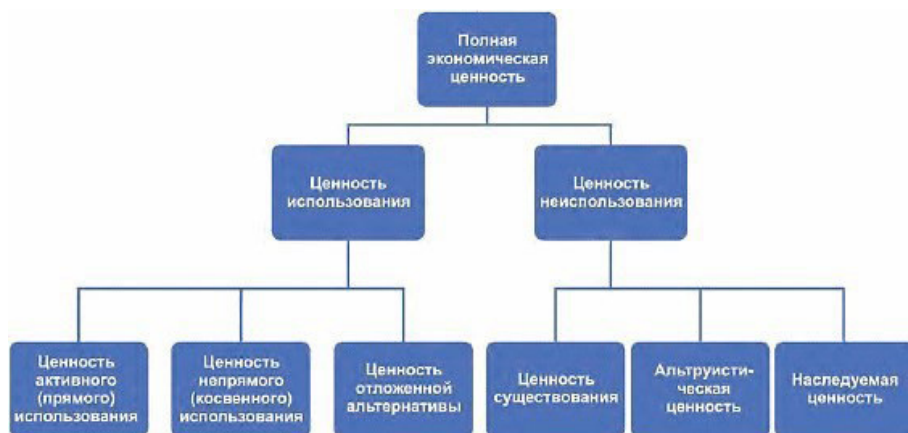 Полная
экономическая
ценность
Ценность
использования
Ценность
неиспользования
Ценность
активного
(прямого)
использования
Ценность
непрямого
(косвенного)
использования
Ценность
отложенной
альтернативы
Ценность
существования
Альтруисти-
ческая
ценность
Наследуемая
ценность